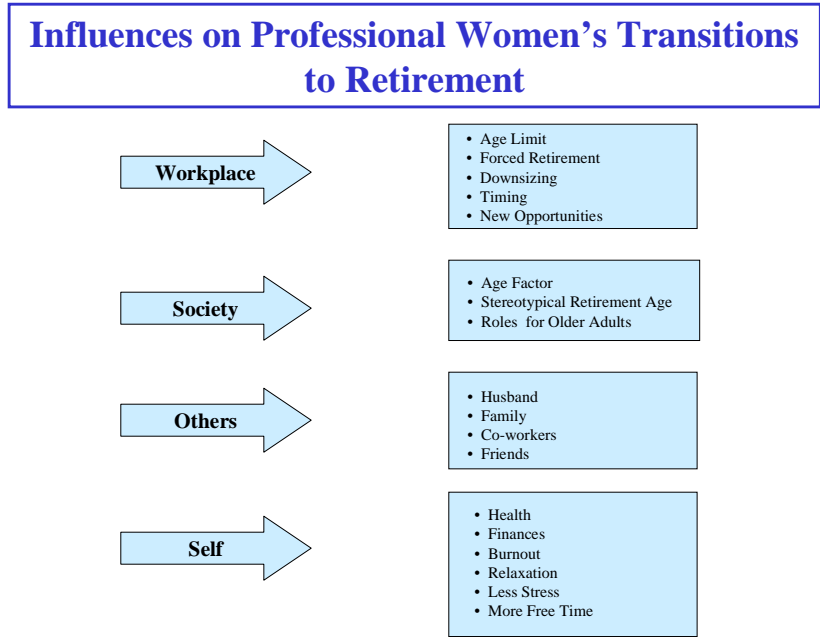 Influences on Professional Women's Transitions
to Retirement
Workplace
• Age Limit
• Forced Retirement
• Downsizing
• Timing
• New Opportunities
Society
• Age Factor
• Stereotypical Retirement Age
• Roles for Older Adults
Others
• Husband
• Family
• Co-workers
• Friends
Self
• Health
• Finances
• Burnout
• Relaxation
• Less Stress
• More Free Time